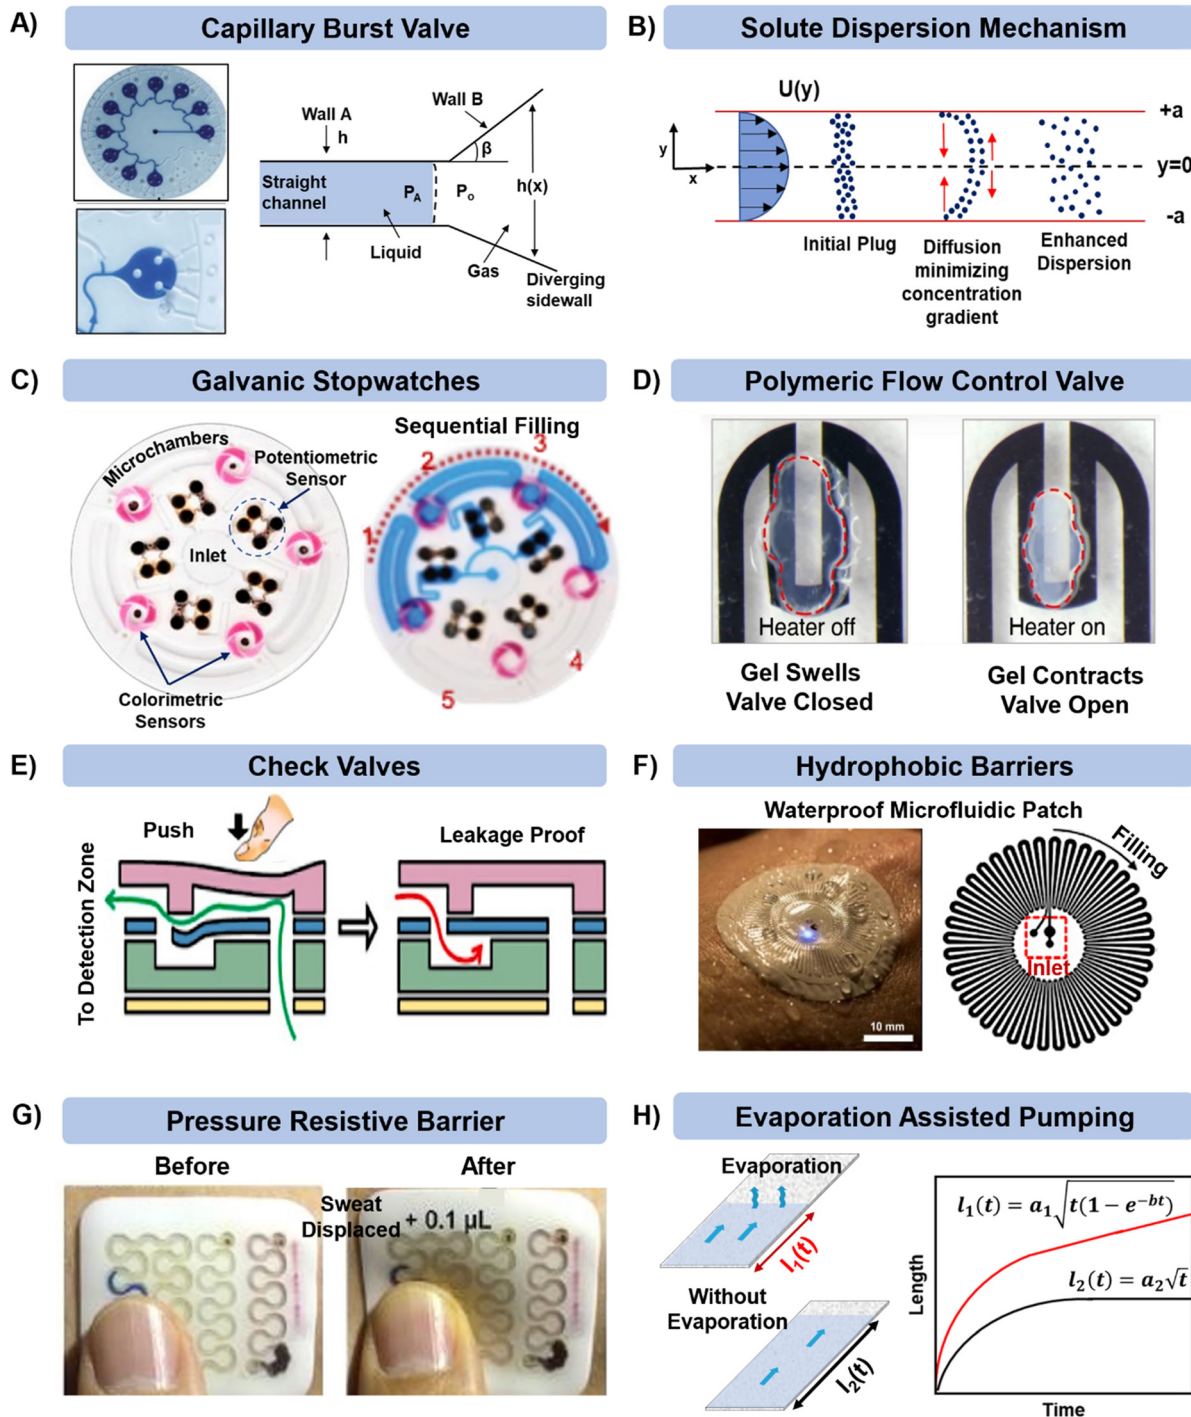 A)
Capillary Burst Valve
Wall A
h
Wall B
β
Straight
channel
P_A
P_o
h(x)
Liquid
Gas
Diverging
sidewall
B)
Solute Dispersion Mechanism
U(y)
+a
y
x
y=0
-a
Initial Plug
Diffusion
minimizing
concentration
gradient
Enhanced
Dispersion
C)
Galvanic Stopwatches
Microchambers
Potentiometric
Sensor
Inlet
Colorimetric
Sensors
Sequential Filling
1
2
3
4
5
D)
Polymeric Flow Control Valve
Heater off
Heater on
Gel Swells
Valve Closed
Gel Contracts
Valve Open
E)
Check Valves
Push
Leakage Proof
To Detection Zone
F)
Hydrophobic Barriers
Waterproof Microfluidic Patch
Filling
Inlet
10 mm
G)
Pressure Resistive Barrier
Before
After
Sweat
Displaced
+ 0.1 µL
H)
Evaporation Assisted Pumping
Evaporation
l₁(t)
Without
Evaporation
l₂(t)
l₁(t) = a₁√t(1 − e^{−bt})
l₂(t) = a₂√t
Length
Time